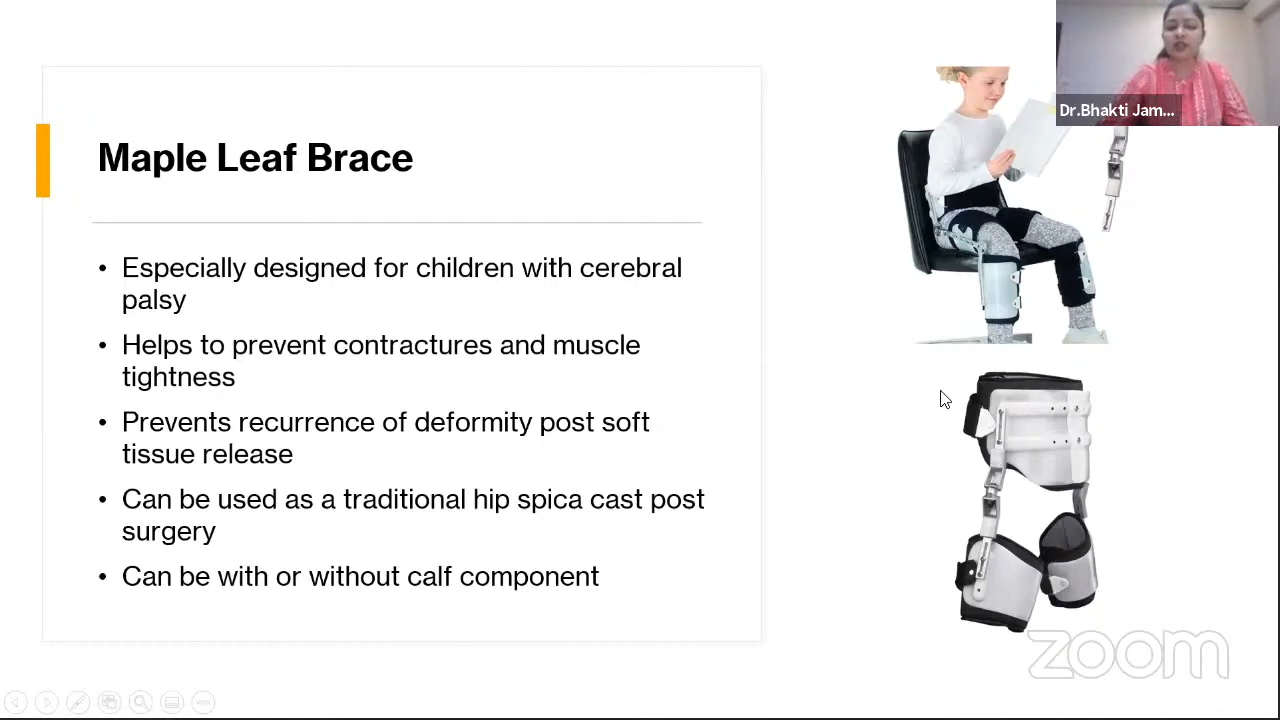 Dr.Bhakti Jam...
Maple Leaf Brace
• Especially designed for children with cerebral
palsy
• Helps to prevent contractures and muscle
tightness
• Prevents recurrence of deformity post soft
tissue release
• Can be used as a traditional hip spica cast post
surgery
• Can be with or without calf component
zoom